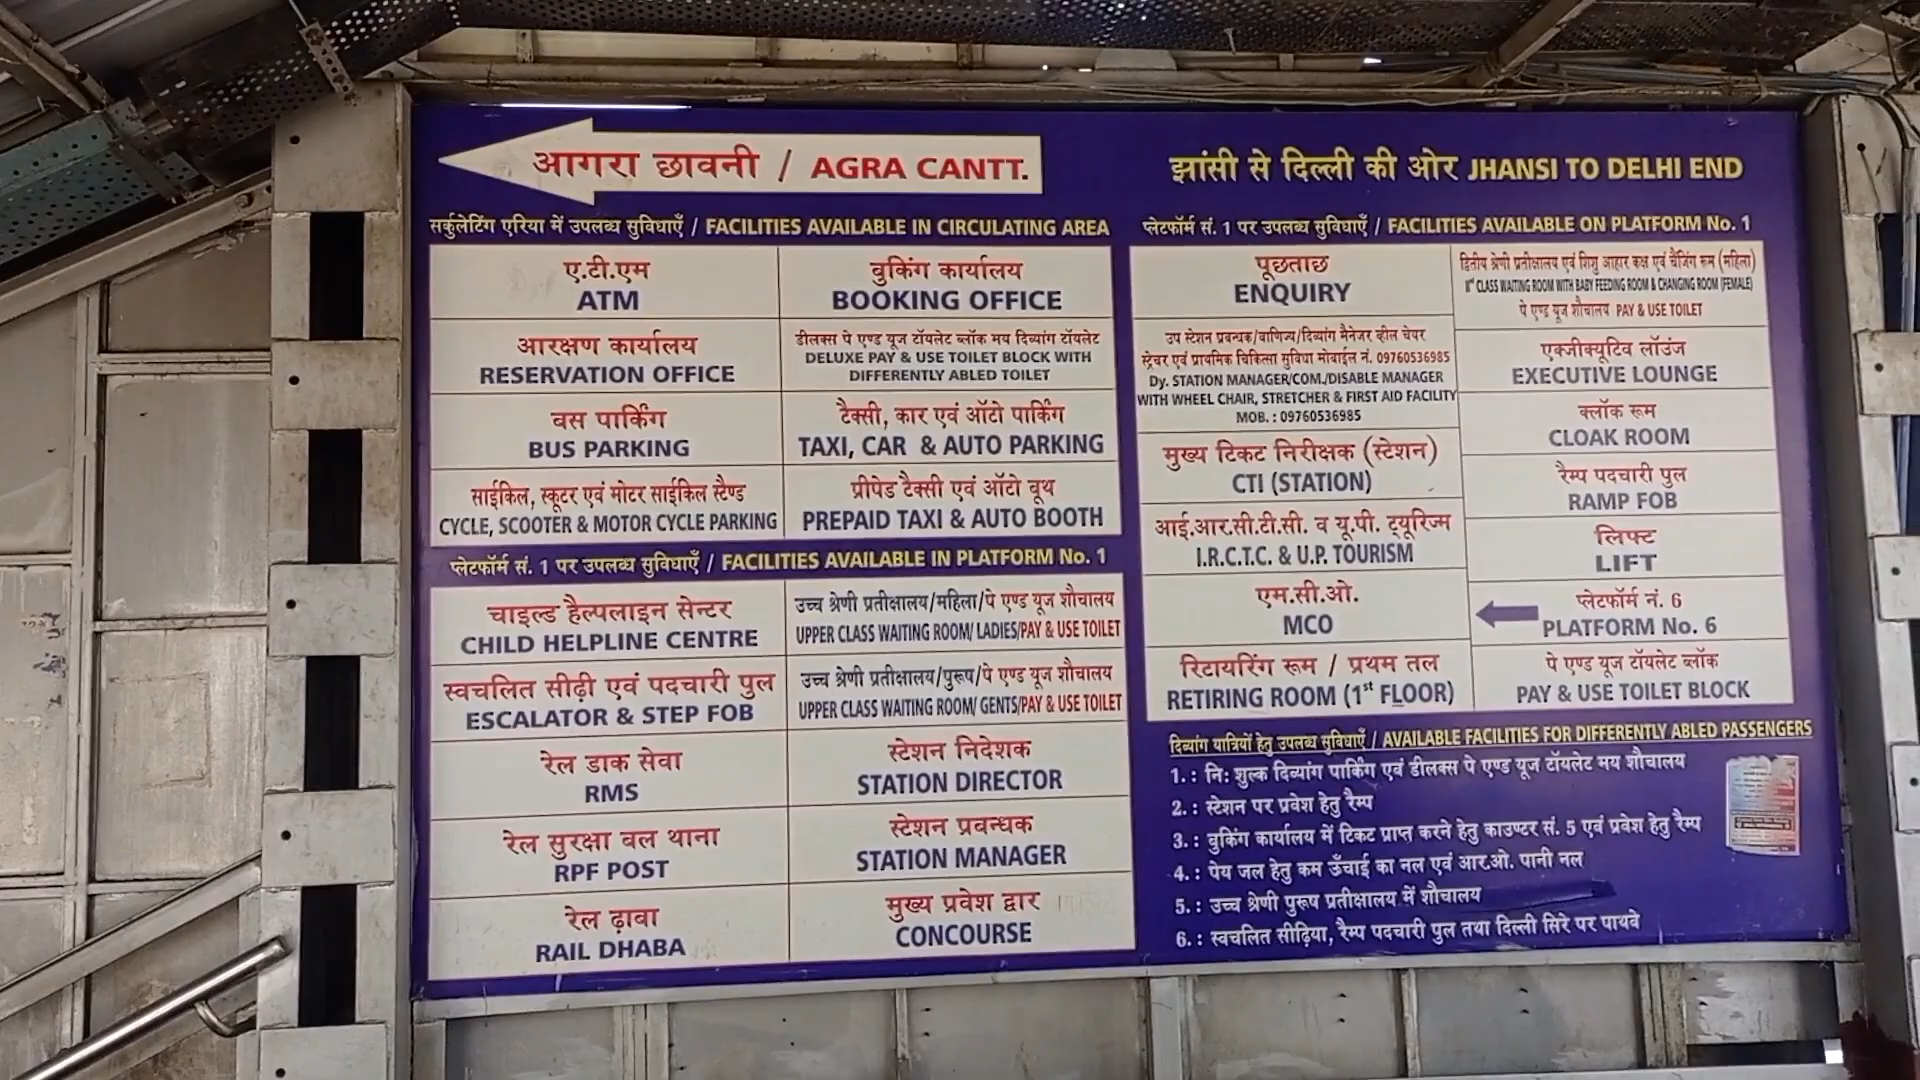 आगरा छावनी / AGRA CANTT.
झांसी से दिल्ली की ओर JHANSI TO DELHI END
सर्कुलेटिंग एरिया में उपलब्ध सुविधाएँ / FACILITIES AVAILABLE IN CIRCULATING AREA
ए.टी.एम
ATM
बुकिंग कार्यालय
BOOKING OFFICE
आरक्षण कार्यालय
RESERVATION OFFICE
डीलक्स पे एण्ड यूज टॉयलेट ब्लॉक मय दिव्यांग टॉयलेट
DELUXE PAY & USE TOILET BLOCK WITH
DIFFERENTLY ABLED TOILET
बस पार्किंग
BUS PARKING
टैक्सी, कार एवं ऑटो पार्किंग
TAXI, CAR & AUTO PARKING
साईकिल, स्कूटर एवं मोटर साईकिल स्टैण्ड
CYCLE, SCOOTER & MOTOR CYCLE PARKING
प्रीपेड टैक्सी एवं ऑटो बूथ
PREPAID TAXI & AUTO BOOTH
प्लेटफॉर्म सं. 1 पर उपलब्ध सुविधाएँ / FACILITIES AVAILABLE IN PLATFORM No. 1
चाइल्ड हैल्पलाइन सेन्टर
CHILD HELPLINE CENTRE
उच्च श्रेणी प्रतीक्षालय/महिला/पे एण्ड यूज शौचालय
UPPER CLASS WAITING ROOM/ LADIES/PAY & USE TOILET
स्वचलित सीढ़ी एवं पदचारी पुल
ESCALATOR & STEP FOB
उच्च श्रेणी प्रतीक्षालय/पुरूष/पे एण्ड यूज शौचालय
UPPER CLASS WAITING ROOM/ GENTS/PAY & USE TOILET
रेल डाक सेवा
RMS
स्टेशन निदेशक
STATION DIRECTOR
रेल सुरक्षा बल थाना
RPF POST
स्टेशन प्रबन्धक
STATION MANAGER
रेल ढ़ाबा
RAIL DHABA
मुख्य प्रवेश द्वार
CONCOURSE
प्लेटफॉर्म सं. 1 पर उपलब्ध सुविधाएँ / FACILITIES AVAILABLE ON PLATFORM No. 1
पूछताछ
ENQUIRY
द्वितीय श्रेणी प्रतीक्षालय एवं शिशु आहार कक्ष एवं चैंजिंग रूम (महिला)
IInd CLASS WAITING ROOM WITH BABY FEEDING ROOM & CHANGING ROOM (FEMALE)
पे एण्ड यूज शौचालय PAY & USE TOILET
उप स्टेशन प्रबन्धक/वाणिज्य/दिव्यांग मैनेजर व्हील चेयर
स्ट्रेचर एवं प्राथमिक चिकित्सा सुविधा मोबाईल नं. 09760536985
Dy. STATION MANAGER/COM./DISABLE MANAGER
WITH WHEEL CHAIR, STRETCHER & FIRST AID FACILITY
MOB. : 09760536985
एक्जीक्यूटिव लॉउंज
EXECUTIVE LOUNGE
क्लॉक रूम
CLOAK ROOM
मुख्य टिकट निरीक्षक (स्टेशन)
CTI (STATION)
रैम्प पदचारी पुल
RAMP FOB
आई.आर.सी.टी.सी. व यू.पी. ट्यूरिज्म
I.R.C.T.C. & U.P. TOURISM
लिफ्ट
LIFT
एम.सी.ओ.
MCO
प्लेटफॉर्म नं. 6
PLATFORM No. 6
रिटायरिंग रूम / प्रथम तल
RETIRING ROOM (1st FLOOR)
पे एण्ड यूज टॉयलेट ब्लॉक
PAY & USE TOILET BLOCK
दिव्यांग यात्रियों हेतु उपलब्ध सुविधाएँ / AVAILABLE FACILITIES FOR DIFFERENTLY ABLED PASSENGERS
1. : नि: शुल्क दिव्यांग पार्किंग एवं डीलक्स पे एण्ड यूज टॉयलेट मय शौचालय
2. : स्टेशन पर प्रवेश हेतु रैम्प
3. : बुकिंग कार्यालय में टिकट प्राप्त करने हेतु काउण्टर सं. 5 एवं प्रवेश हेतु रैम्प
4. : पेय जल हेतु कम ऊँचाई का नल एवं आर.ओ. पानी नल
5. : उच्च श्रेणी पुरूष प्रतीक्षालय में शौचालय
6. : स्वचलित सीढ़िया, रैम्प पदचारी पुल तथा दिल्ली सिरे पर पाथवे